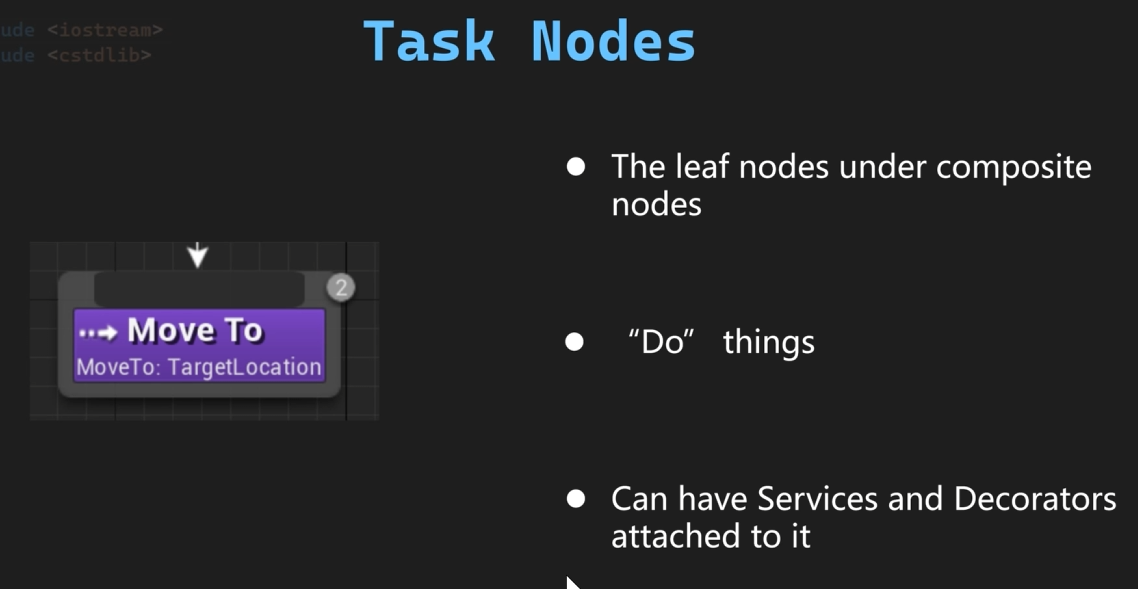 ude <iostream>
ude <cstdlib>
Task Nodes
The leaf nodes under composite
nodes
2
Move To
MoveTo: TargetLocation
“Do” things
Can have Services and Decorators
attached to it